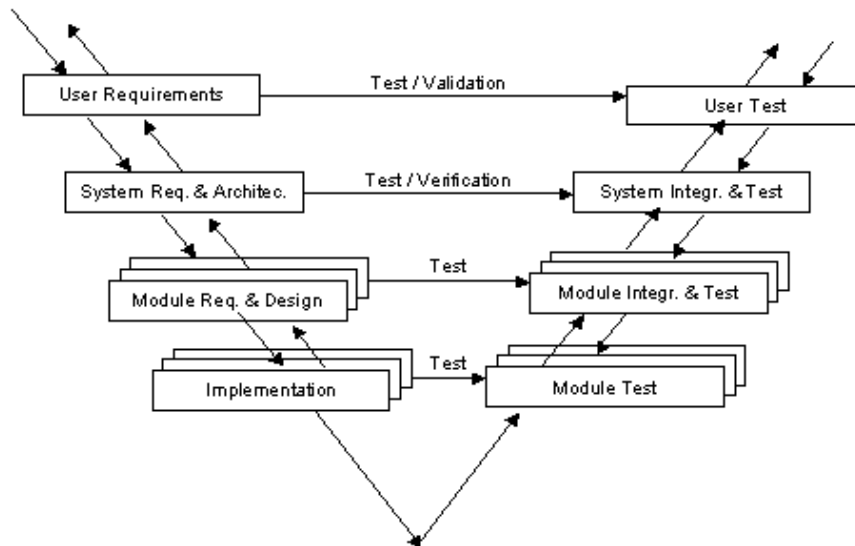 Test / Validation
User Requirements
User Test
Test / Verification
System Req. & Architec.
System Integr. & Test
Test
Module Req. & Design
Module Integr. & Test
Test
Implementation
Module Test